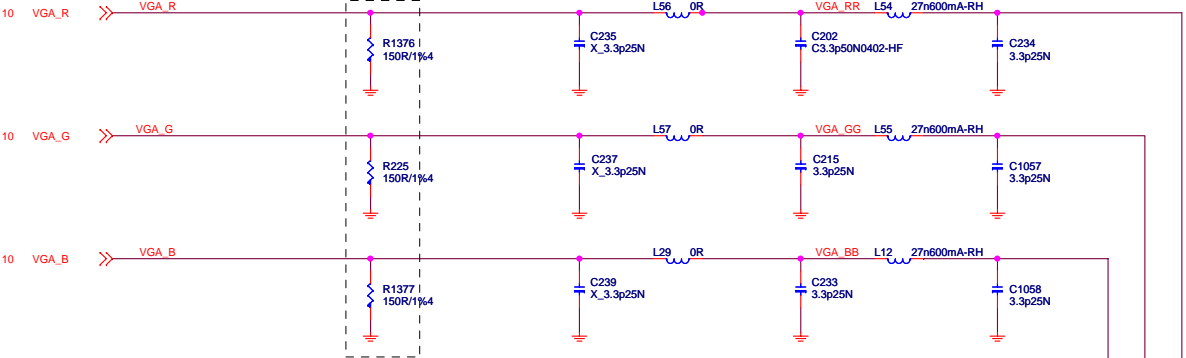 10 VGA_R VGA_R L56 0R VGA_RR L54 27n600mA-RH
R1376
150R/1%4
C235
X_3.3p25N
C202
C3.3p50N0402-HF
C234
3.3p25N
10 VGA_G VGA_G L57 0R VGA_GG L55 27n600mA-RH
R225
150R/1%4
C237
X_3.3p25N
C215
3.3p25N
C1057
3.3p25N
10 VGA_B VGA_B L29 0R VGA_BB L12 27n600mA-RH
R1377
150R/1%4
C239
X_3.3p25N
C233
3.3p25N
C1058
3.3p25N